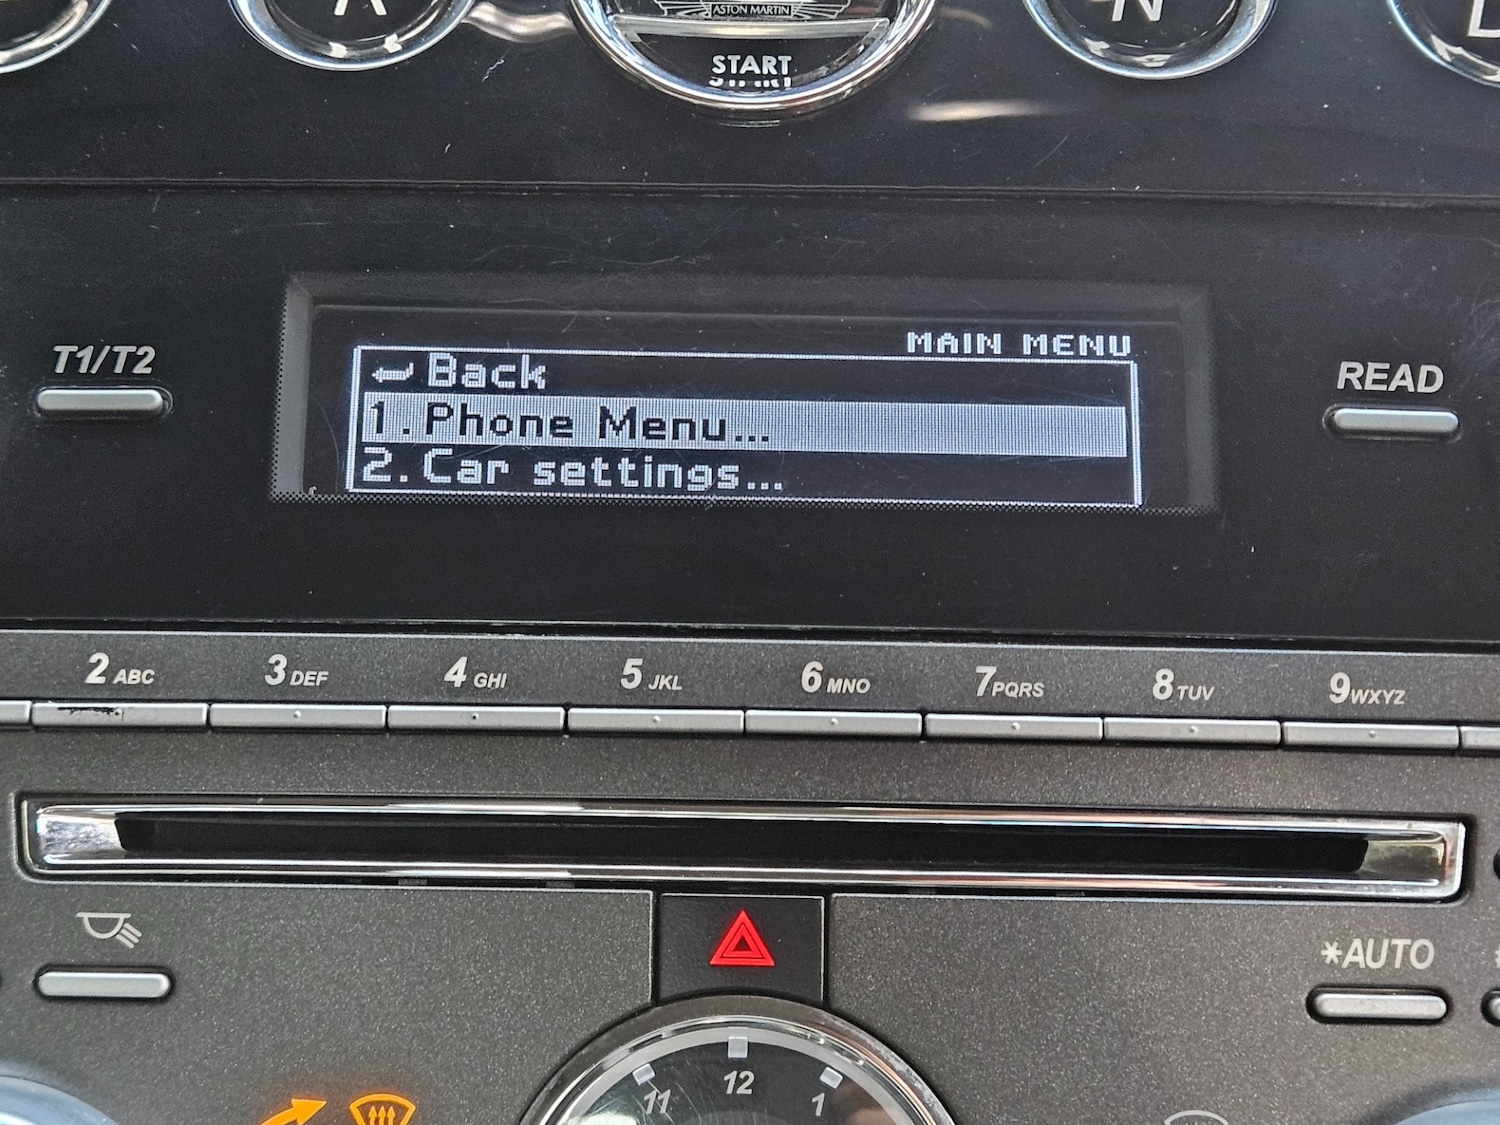 ASTON MARTIN
START
N
MAIN MENU
Back
1. Phone Menu...
2. Car settings...
T1/T2
READ
2 ABC
3 DEF
4 GHI
5 JKL
6 MNO
7 PQRS
8 TUV
9 WXYZ
*AUTO
11
12
1